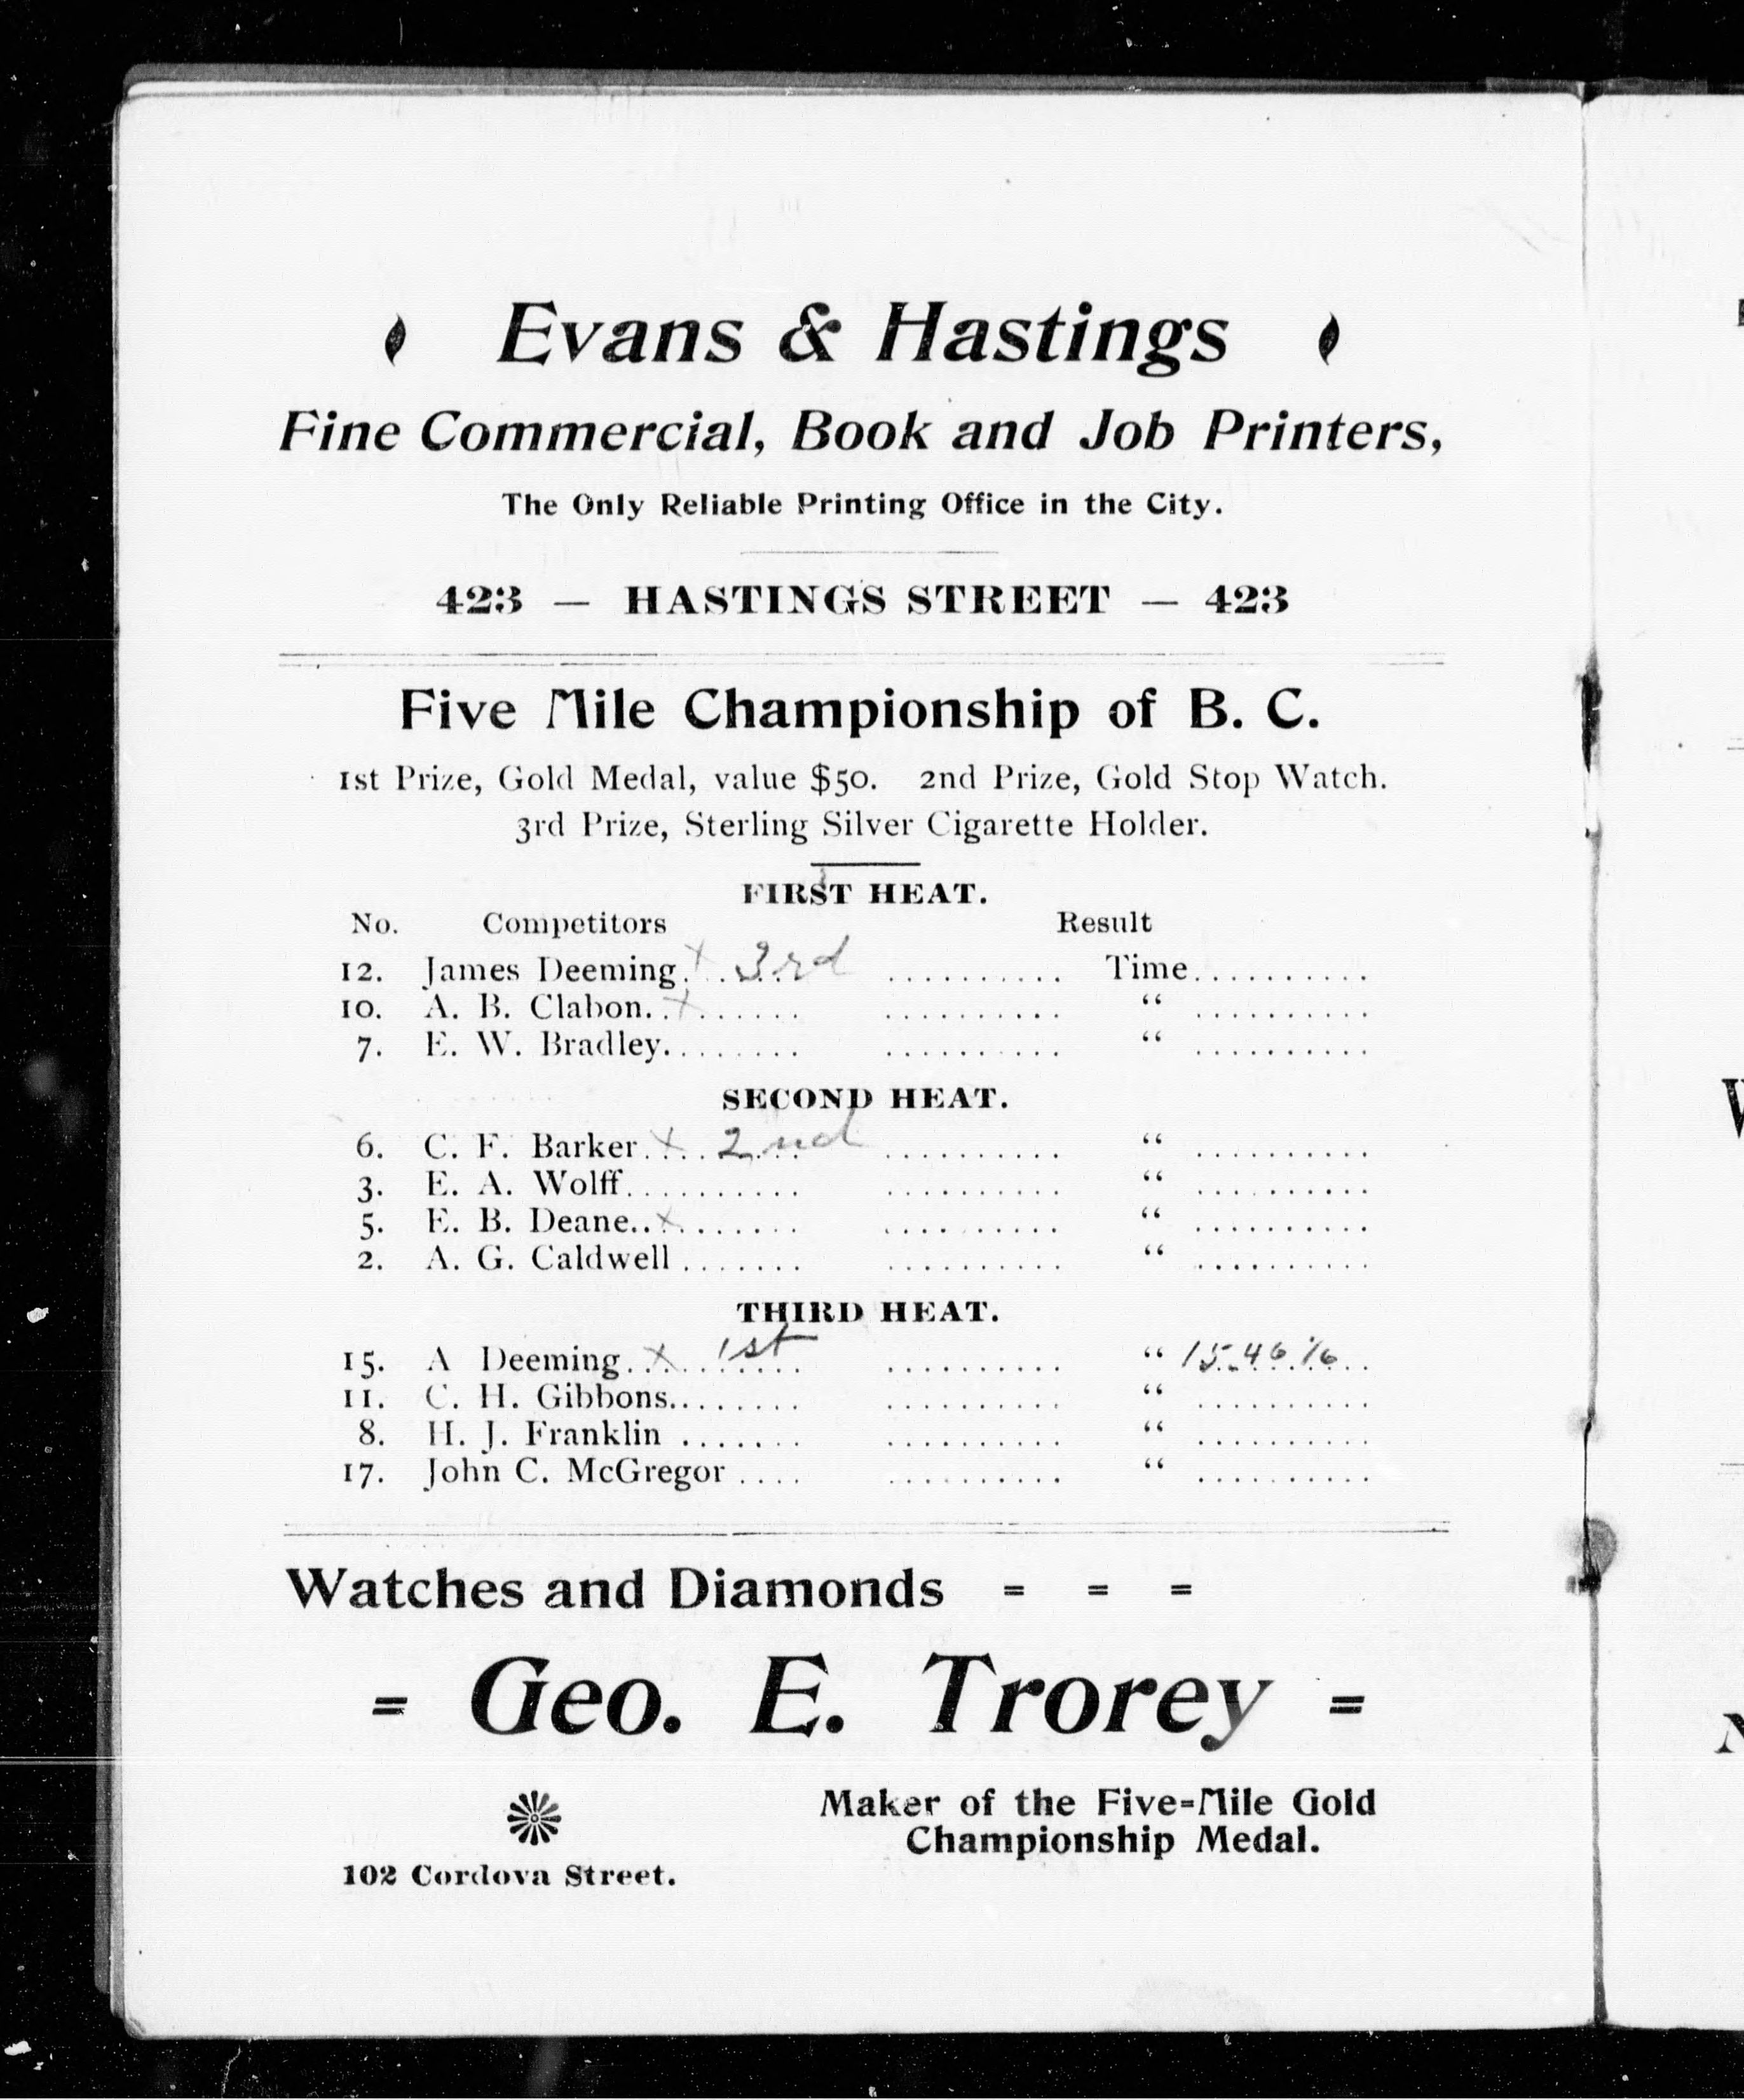 Evans & Hastings
Fine Commercial, Book and Job Printers,
The Only Reliable Printing Office in the City.
423 — HASTINGS STREET — 423
Five Mile Championship of B. C.
1st Prize, Gold Medal, value $50. 2nd Prize, Gold Stop Watch.
3rd Prize, Sterling Silver Cigarette Holder.
FIRST HEAT.
No. Competitors Result
12. James Deeming. x 3rd .......... Time..........
10. A. B. Clabon. x ...... .......... “ ..........
7. E. W. Bradley........ .......... “ ..........
SECOND HEAT.
6. C. F. Barker. x 2nd .......... “ ..........
3. E. A. Wolff.......... .......... “ ..........
5. E. B. Deane.. x ...... .......... “ ..........
2. A. G. Caldwell ....... .......... “ ..........
THIRD HEAT.
15. A Deeming. x 1st .......... “ 15.46
11. C. H. Gibbons........ .......... “ ..........
8. H. J. Franklin ....... .......... “ ..........
17. John C. McGregor .... .......... “ ..........
Watches and Diamonds = = =
= Geo. E. Trorey =
Maker of the Five=Mile Gold
Championship Medal.
102 Cordova Street.